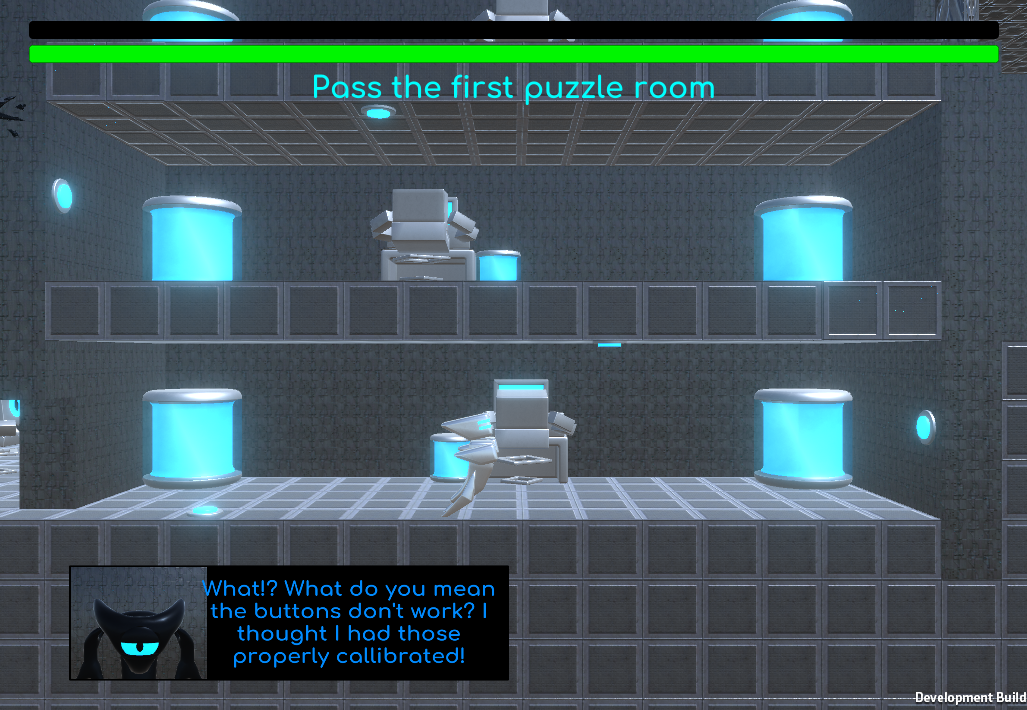 Pass the first puzzle room
What!? What do you mean
the buttons don't work? I
thought I had those
properly callibrated!
Development Build